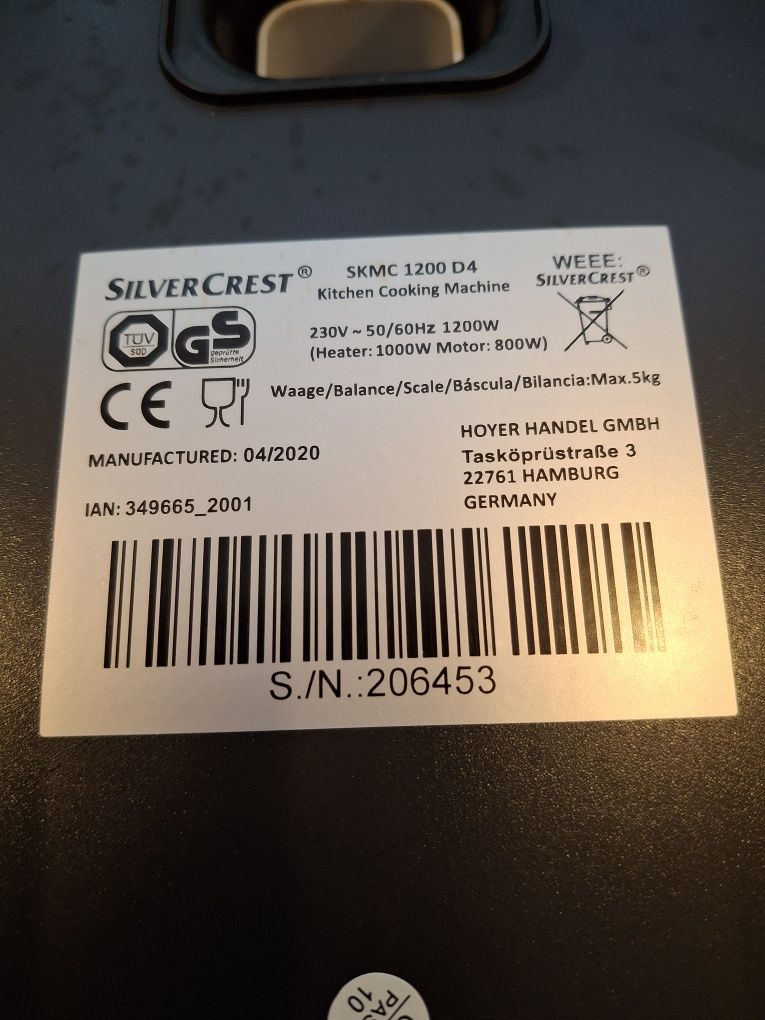 SILVERCREST®
SKMC 1200 D4
Kitchen Cooking Machine
WEEE:
SILVERCREST®
TÜV
SÜD
GS
geprüfte
Sicherheit
230V ~ 50/60Hz 1200W
(Heater: 1000W Motor: 800W)
CE
Waage/Balance/Scale/Báscula/Bilancia:Max.5kg
MANUFACTURED: 04/2020
HOYER HANDEL GMBH
Tasköprüstraße 3
22761 HAMBURG
GERMANY
IAN: 349665_2001
S./N.:206453
10